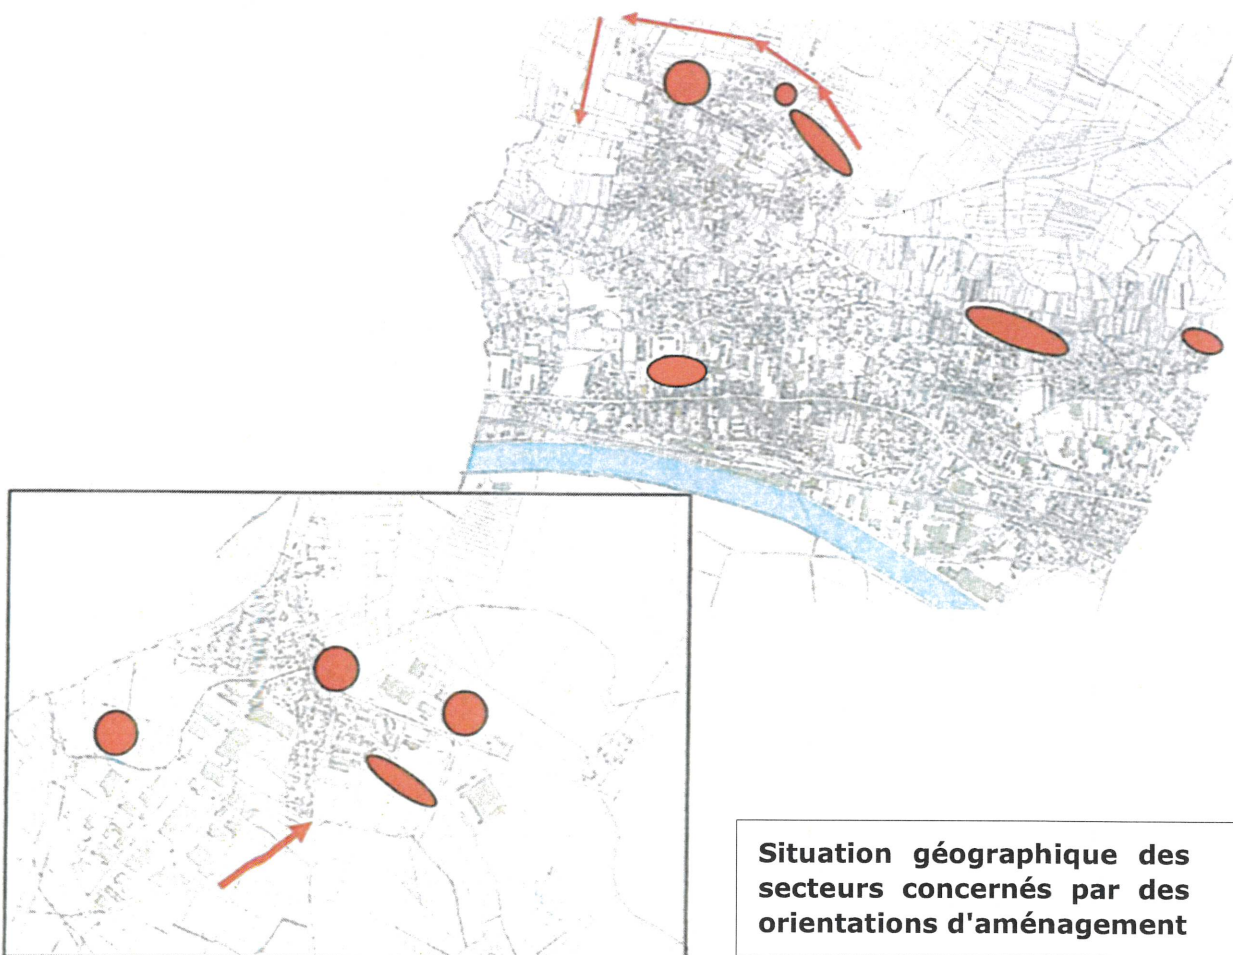 Situation géographique des
secteurs concernés par des
orientations d'aménagement